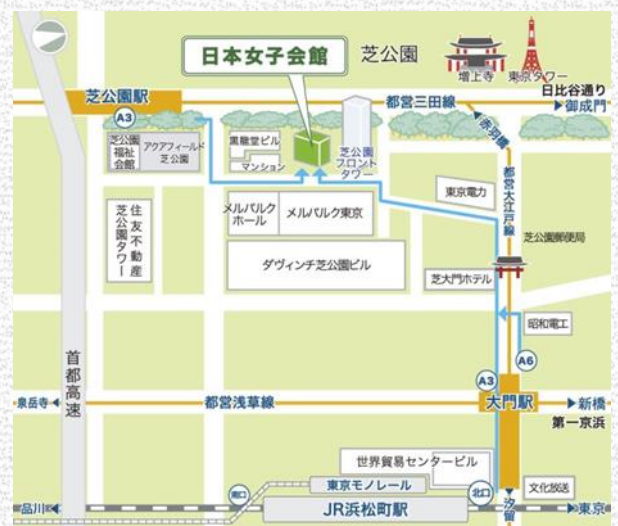 日本女子会館
芝公園
増上寺
東京タワー
日比谷通り
芝公園駅
都営三田線
▶御成門
A3
芝公園
福祉
会館
アクアフィールド
芝公園
黒龍堂ビル
マンション
芝公園
フロント
タワー
赤羽橋
都営大江戸線
東京電力
住友不動産
芝公園タワー
メルパルク
ホール
メルパルク東京
芝公園郵便局
ダヴィンチ芝公園ビル
芝大門ホテル
昭和電工
首都高速
A6
A3
泉岳寺◀
都営浅草線
大門駅
▶新橋
第一京浜
世界貿易センタービル
東京モノレール
南口
北口
文化放送
品川◀
JR浜松町駅
汐留
▶東京